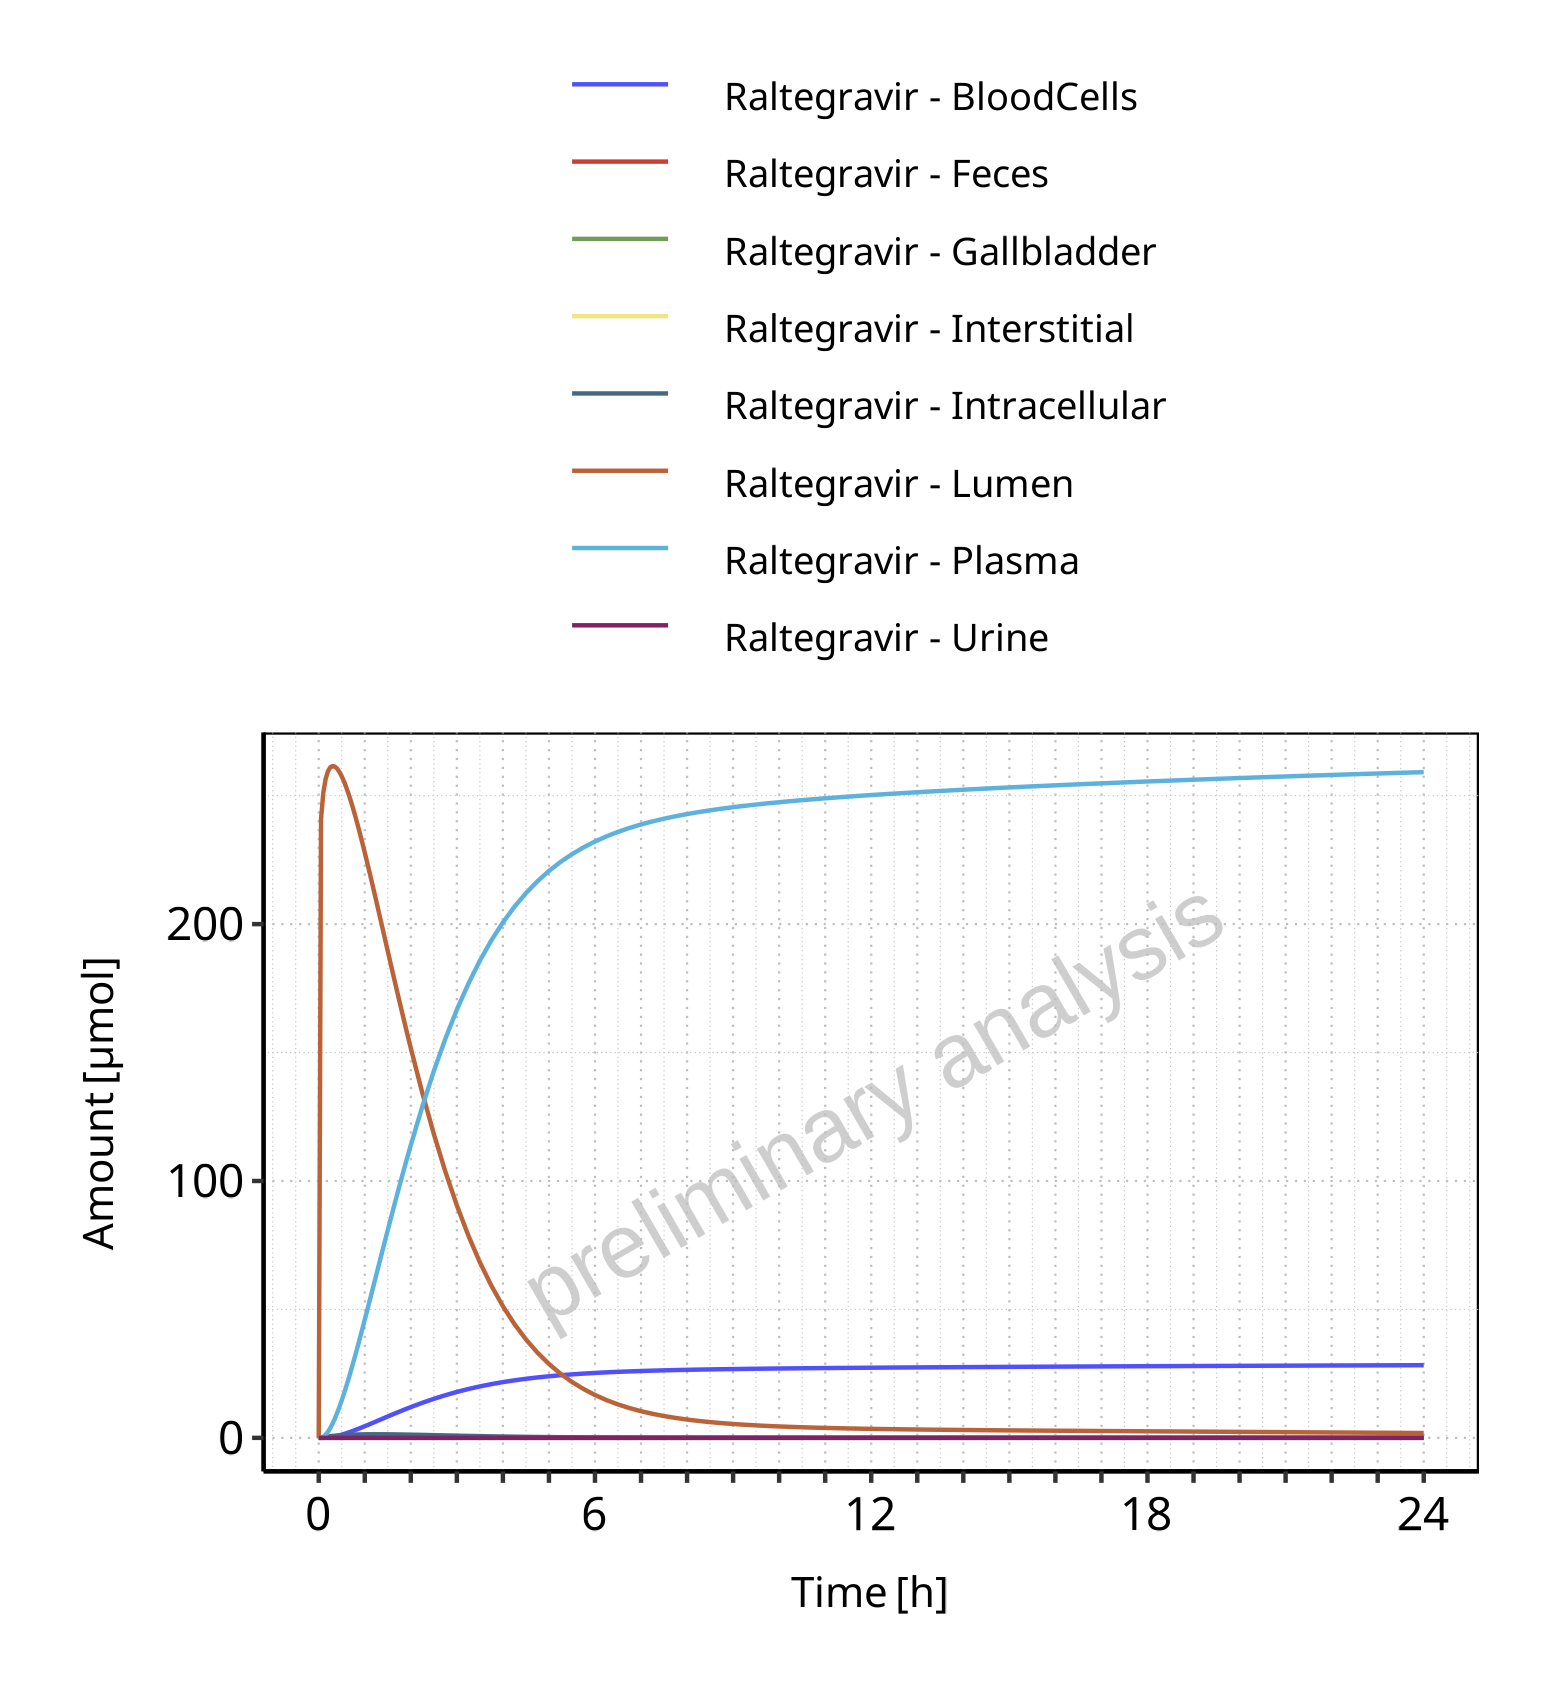 Raltegravir - BloodCells
Raltegravir - Feces
Raltegravir - Gallbladder
Raltegravir - Interstitial
Raltegravir - Intracellular
Raltegravir - Lumen
Raltegravir - Plasma
Raltegravir - Urine
200
100
0
Amount [µmol]
preliminary analysis
0 6 12 18 24
Time [h]